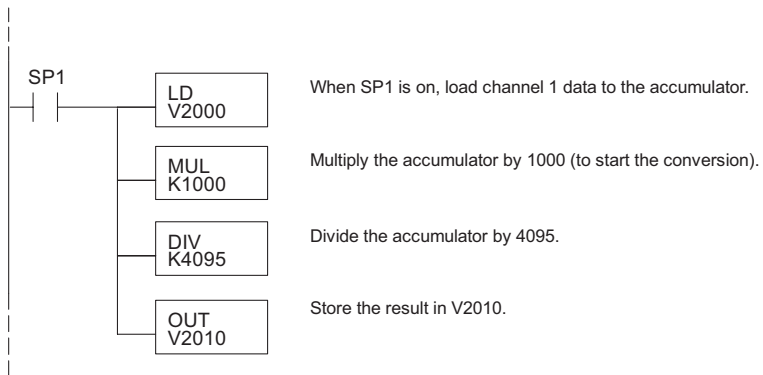 SP1
LD
V2000
When SP1 is on, load channel 1 data to the accumulator.
MUL
K1000
Multiply the accumulator by 1000 (to start the conversion).
DIV
K4095
Divide the accumulator by 4095.
OUT
V2010
Store the result in V2010.